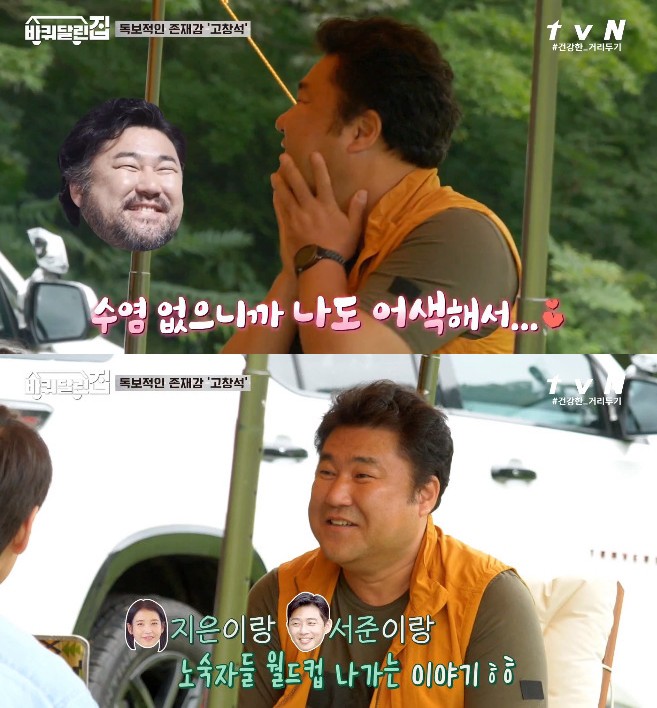 바퀴달린집
독보적인 존재감 '고창석'
tvN
#건강한_거리두기
수염 없으니까 나도 어색해서...
바퀴달린집
독보적인 존재감 '고창석'
tvN
#건강한_거리두기
지은이랑 서준이랑
노숙자들 월드컵 나가는 이야기ㅎㅎ